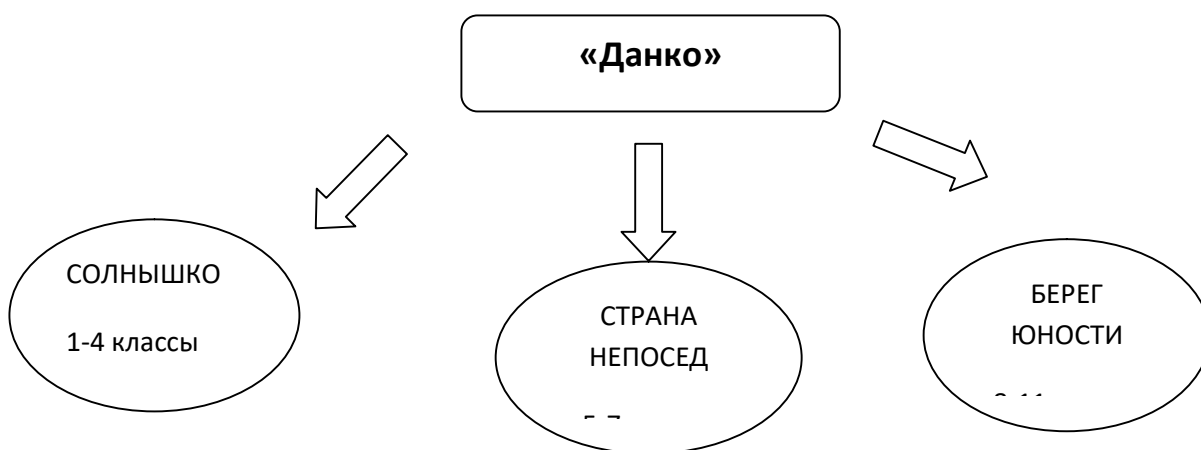 «Данко»
СОЛНЫШКО
1-4 классы
СТРАНА
НЕПОСЕД
БЕРЕГ
ЮНОСТИ